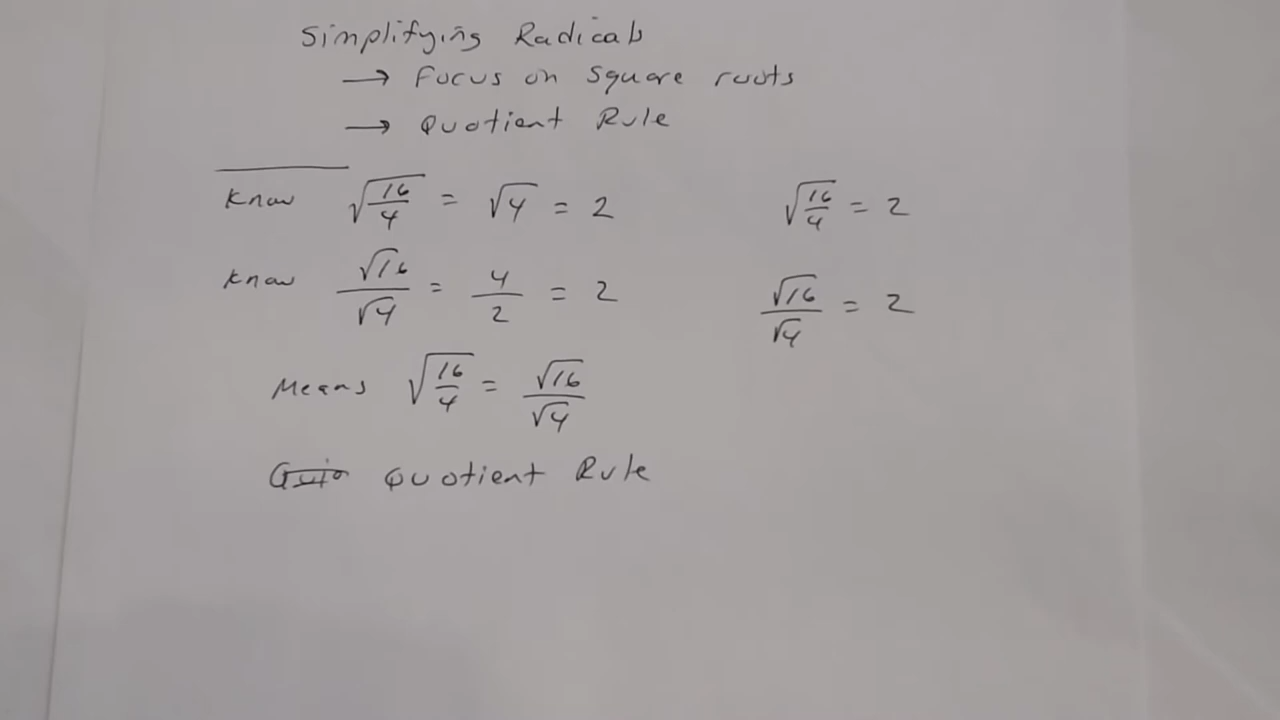 Simplifying Radicals
→ Focus on Square roots
→ Quotient Rule
Know √(16/4) = √4 = 2 √(16/4) = 2
Know √16/√4 = 4/2 = 2 √16/√4 = 2
Means √(16/4) = √16/√4
Quotient Rule